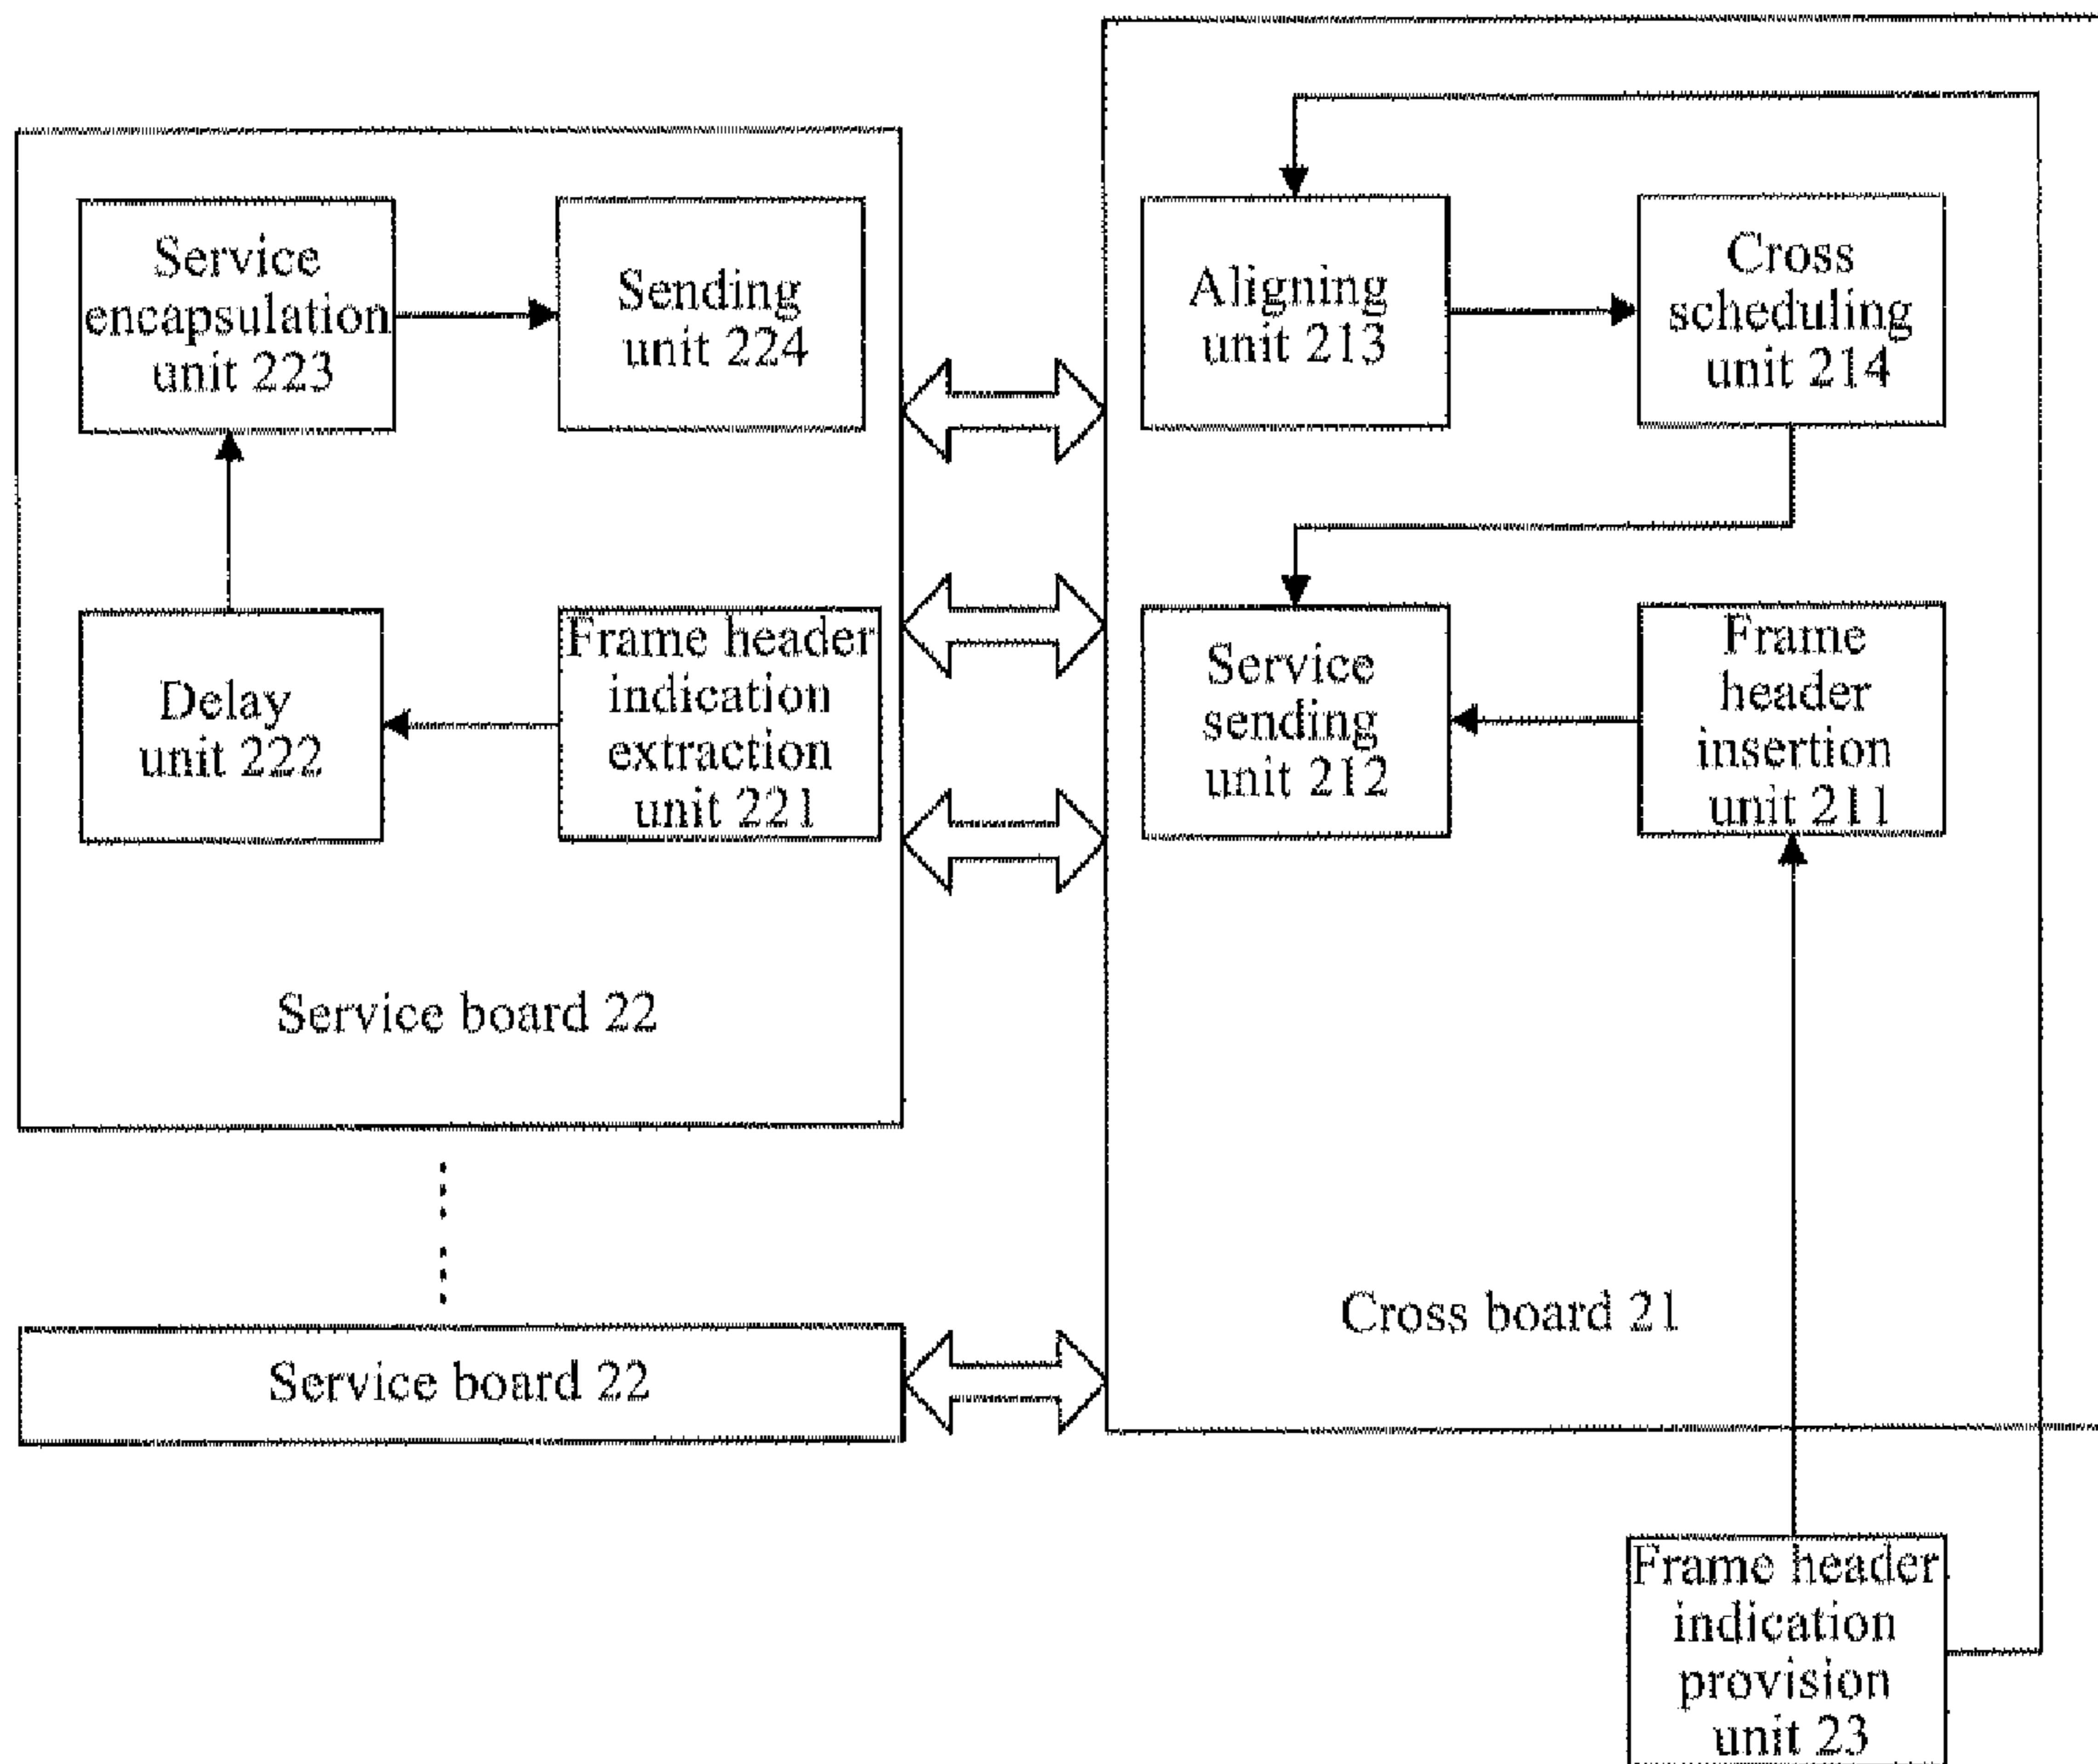 Service
encapsulation
unit 223
Sending
unit 224
Delay
unit 222
Frame header
indication
extraction
unit 221
Service board 22
Service board 22
Aligning
unit 213
Cross
scheduling
unit 214
Service
sending
unit 212
Frame
header
insertion
unit 211
Cross board 21
Frame header
indication
provision
unit 23